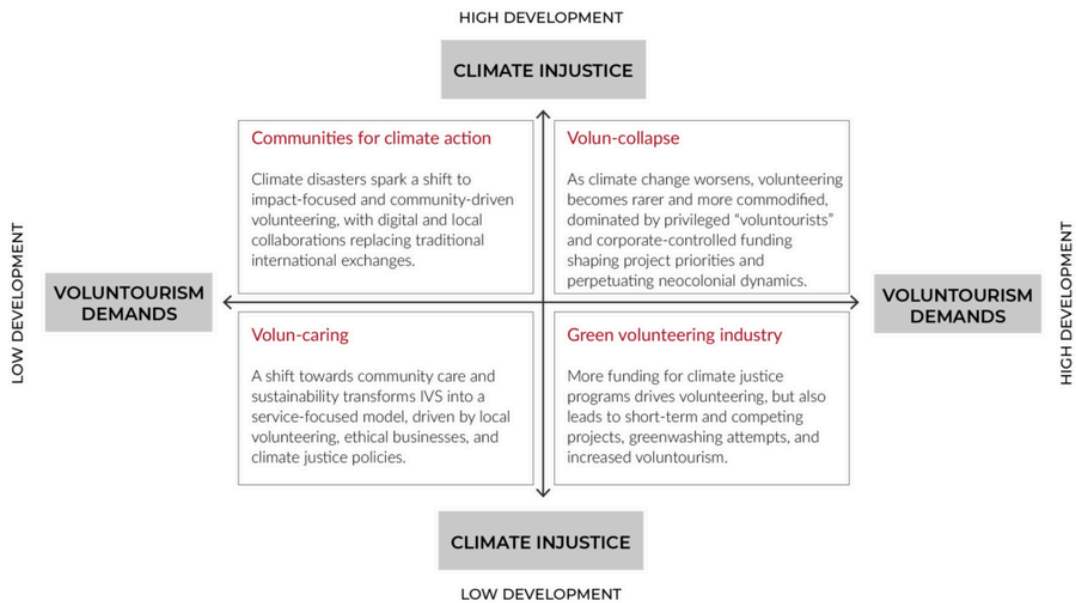 HIGH DEVELOPMENT
CLIMATE INJUSTICE
Communities for climate action
Climate disasters spark a shift to
impact-focused and community-driven
volunteering, with digital and local
collaborations replacing traditional
international exchanges.
Volun-collapse
As climate change worsens, volunteering
becomes rarer and more commodified,
dominated by privileged “voluntourists”
and corporate-controlled funding
shaping project priorities and
perpetuating neocolonial dynamics.
LOW DEVELOPMENT
VOLUNTOURISM
DEMANDS
VOLUNTOURISM
DEMANDS
HIGH DEVELOPMENT
Volun-caring
A shift towards community care and
sustainability transforms IVS into a
service-focused model, driven by local
volunteering, ethical businesses, and
climate justice policies.
Green volunteering industry
More funding for climate justice
programs drives volunteering, but also
leads to short-term and competing
projects, greenwashing attempts, and
increased voluntourism.
CLIMATE INJUSTICE
LOW DEVELOPMENT